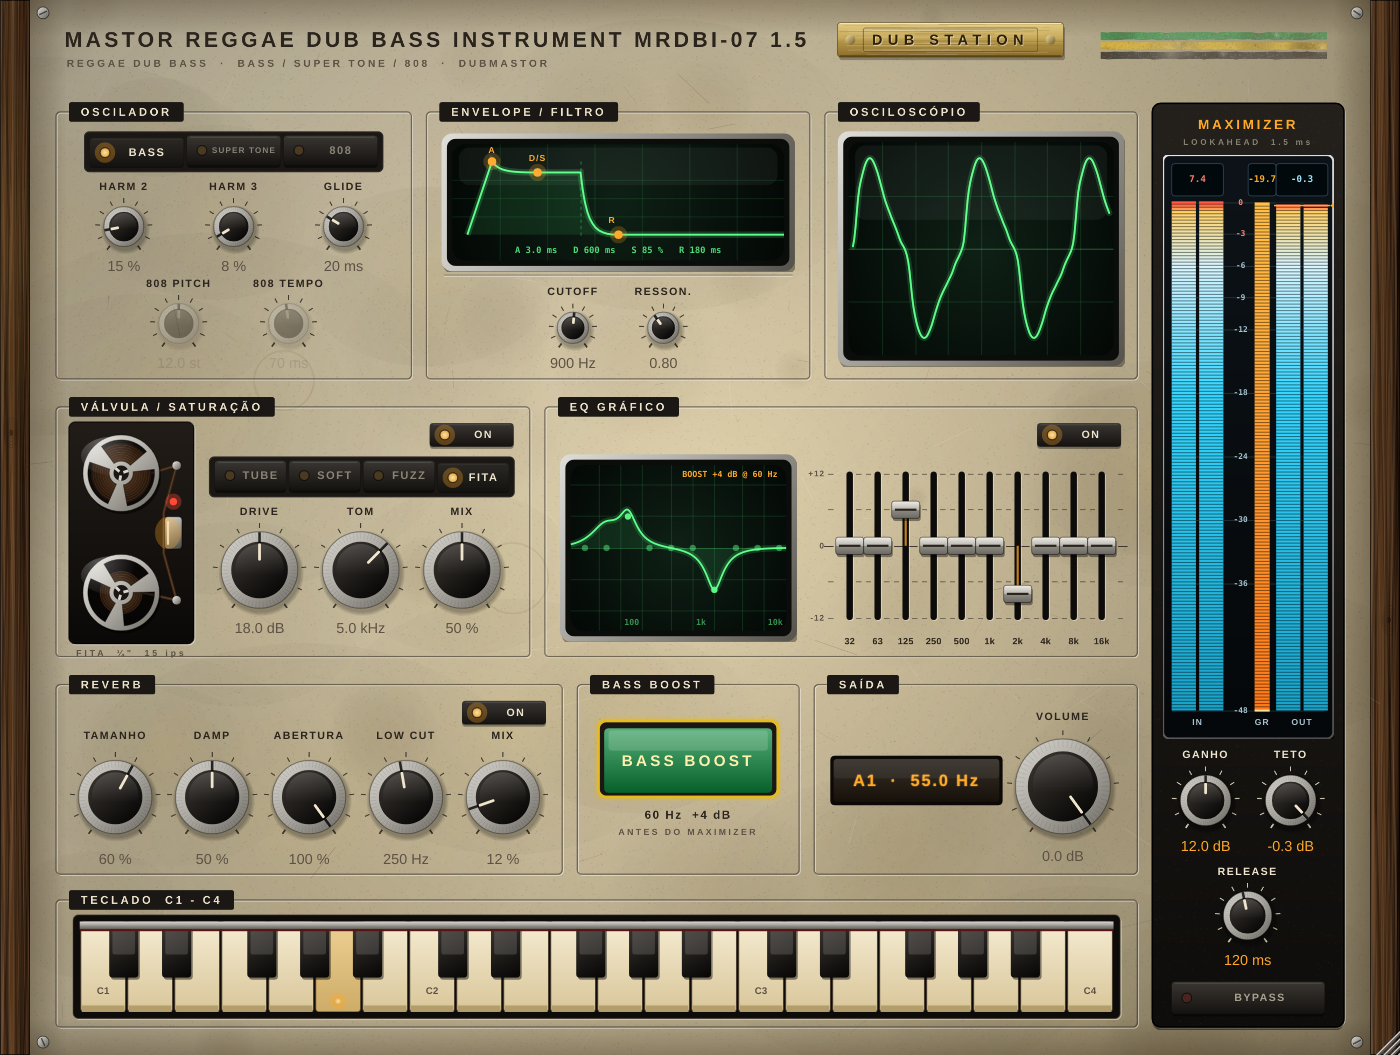 MASTOR REGGAE DUB BASS INSTRUMENT MRDBI-07 1.5
DUB STATION
REGGAE DUB BASS · BASS / SUPER TONE / 808 · DUBMASTOR
OSCILADOR
BASS SUPER TONE 808
HARM 2 HARM 3 GLIDE
15 % 8 % 20 ms
808 PITCH 808 TEMPO
12.0 st 70 ms
ENVELOPE / FILTRO
A
D/S
R
A 3.0 ms D 600 ms S 85 % R 180 ms
CUTOFF RESSON.
900 Hz 0.80
OSCILOSCÓPIO
MAXIMIZER
LOOKAHEAD 1.5 ms
7.4 -19.7 -0.3
0
-3
-6
-9
-12
-18
-24
-30
-36
-48
IN GR OUT
GANHO TETO
12.0 dB -0.3 dB
RELEASE
120 ms
BYPASS
VÁLVULA / SATURAÇÃO
ON
TUBE SOFT FUZZ FITA
DRIVE TOM MIX
18.0 dB 5.0 kHz 50 %
FITA ¼" 15 ips
EQ GRÁFICO
ON
BOOST +4 dB @ 60 Hz
100 1k 10k
+12
0
-12
32 63 125 250 500 1k 2k 4k 8k 16k
REVERB
ON
TAMANHO DAMP ABERTURA LOW CUT MIX
60 % 50 % 100 % 250 Hz 12 %
BASS BOOST
BASS BOOST
60 Hz +4 dB
ANTES DO MAXIMIZER
SAÍDA
VOLUME
A1 · 55.0 Hz
0.0 dB
TECLADO C1 - C4
C1 C2 C3 C4